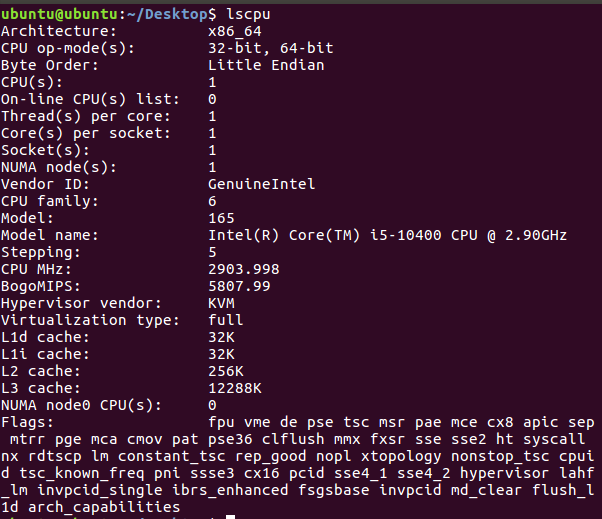 ubuntu@ubuntu:~/Desktop$ lscpu
Architecture:          x86_64
CPU op-mode(s):        32-bit, 64-bit
Byte Order:            Little Endian
CPU(s):                1
On-line CPU(s) list:   0
Thread(s) per core:    1
Core(s) per socket:    1
Socket(s):             1
NUMA node(s):          1
Vendor ID:             GenuineIntel
CPU family:            6
Model:                 165
Model name:            Intel(R) Core(TM) i5-10400 CPU @ 2.90GHz
Stepping:              5
CPU MHz:               2903.998
BogoMIPS:              5807.99
Hypervisor vendor:     KVM
Virtualization type:   full
L1d cache:             32K
L1i cache:             32K
L2 cache:              256K
L3 cache:              12288K
NUMA node0 CPU(s):     0
Flags:                 fpu vme de pse tsc msr pae mce cx8 apic sep
 mtrr pge mca cmov pat pse36 clflush mmx fxsr sse sse2 ht syscall
nx rdtscp lm constant_tsc rep_good nopl xtopology nonstop_tsc cpui
d tsc_known_freq pni ssse3 cx16 pcid sse4_1 sse4_2 hypervisor lahf
_lm invpcid_single ibrs_enhanced fsgsbase invpcid md_clear flush_l
1d arch_capabilities